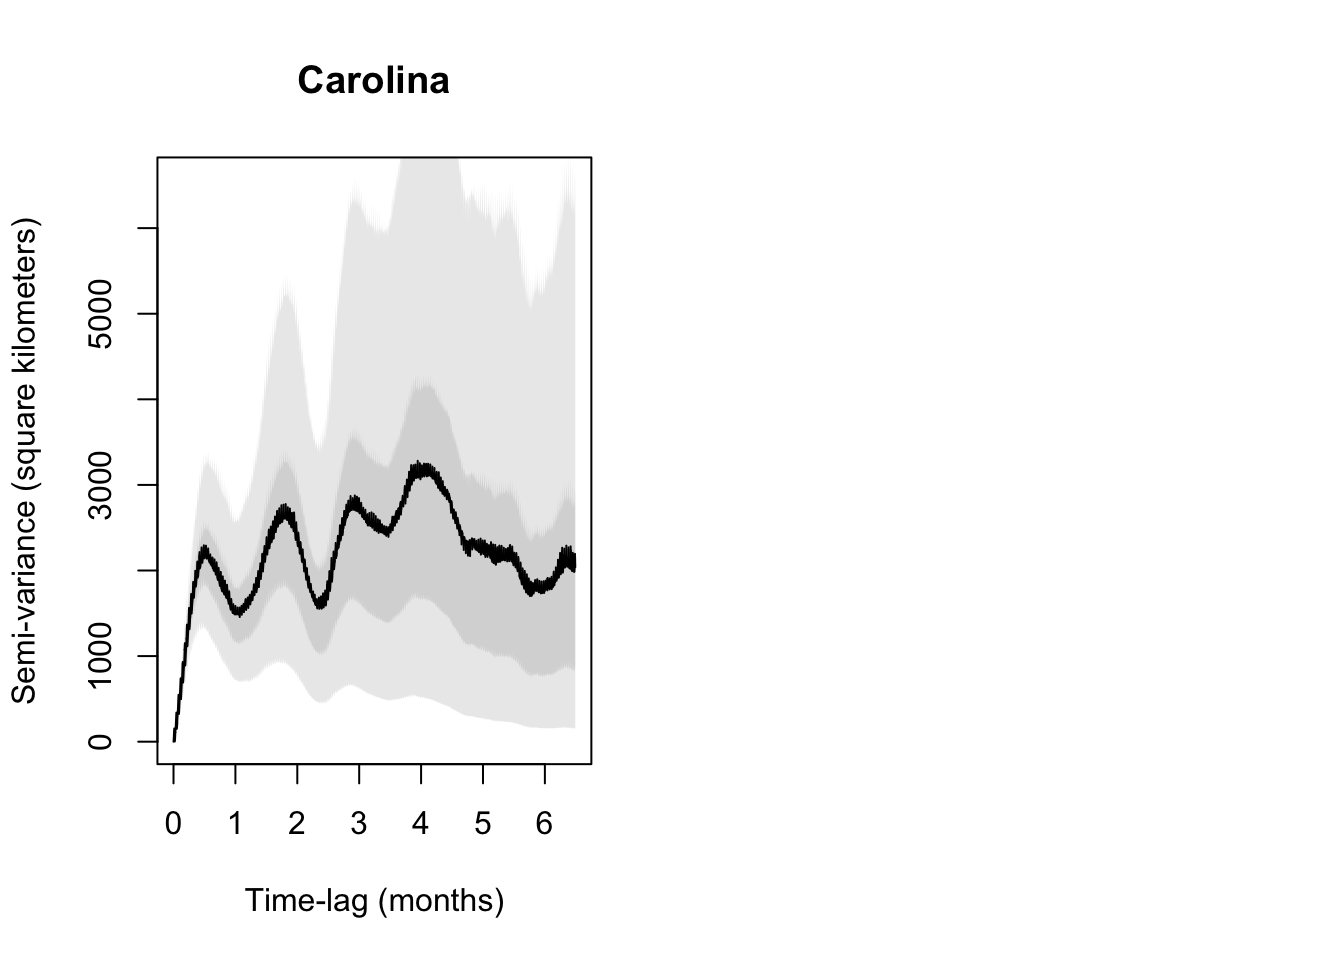 Carolina
Semi-variance (square kilometers)
5000
3000
1000
0
0 1 2 3 4 5 6
Time-lag (months)